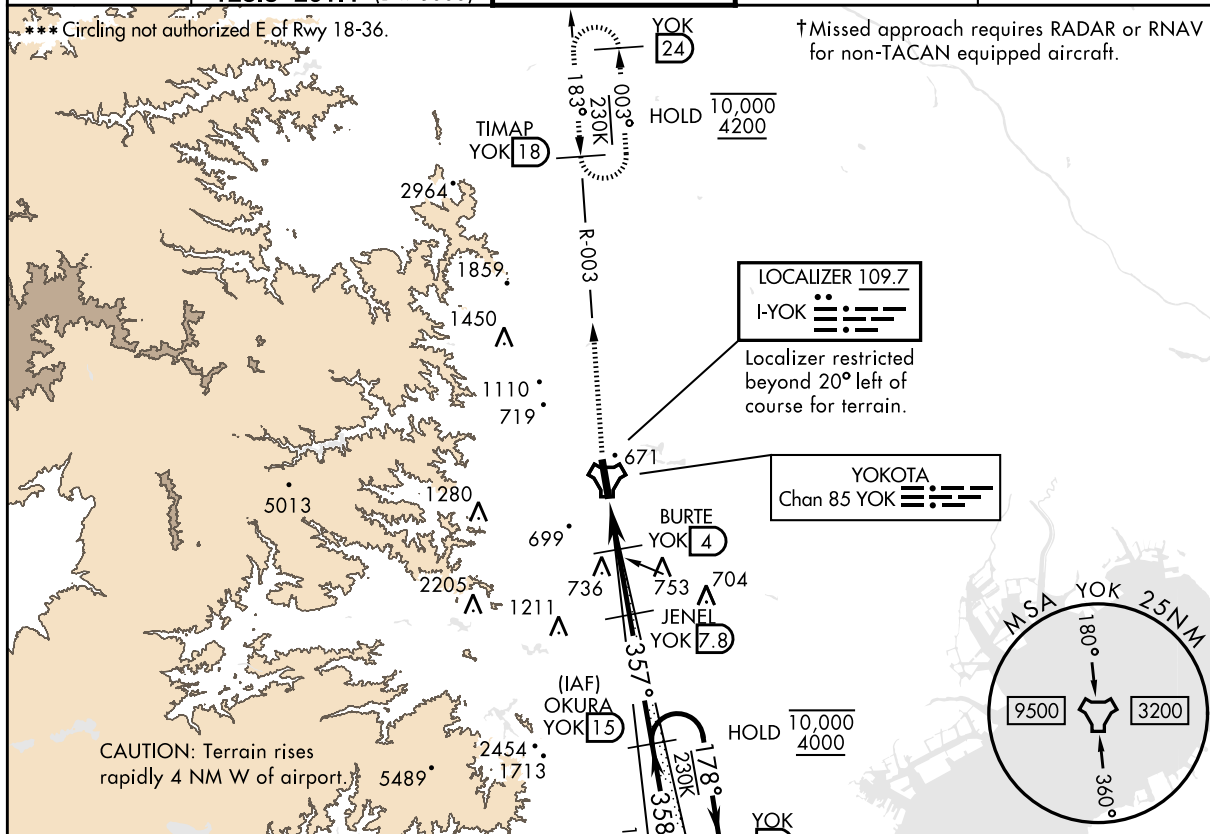 *** Circling not authorized E of Rwy 18-36.
†Missed approach requires RADAR or RNAV
for non-TACAN equipped aircraft.
YOK
24
183°
003°
230K
HOLD
10,000
4200
TIMAP
YOK 18
2964
R-003
1859
1450
1110
719
LOCALIZER 109.7
I-YOK
Localizer restricted
beyond 20° left of
course for terrain.
671
YOKOTA
Chan 85 YOK
5013
1280
699
BURTE
YOK 4
736
753
704
2205
1211
JENEL
YOK 7.8
357°
MSA YOK 25NM
180°
9500
3200
360°
(IAF)
OKURA
YOK 15
HOLD
10,000
4000
178°
230K
358
CAUTION: Terrain rises
rapidly 4 NM W of airport.
5489
2454
1713
YOK